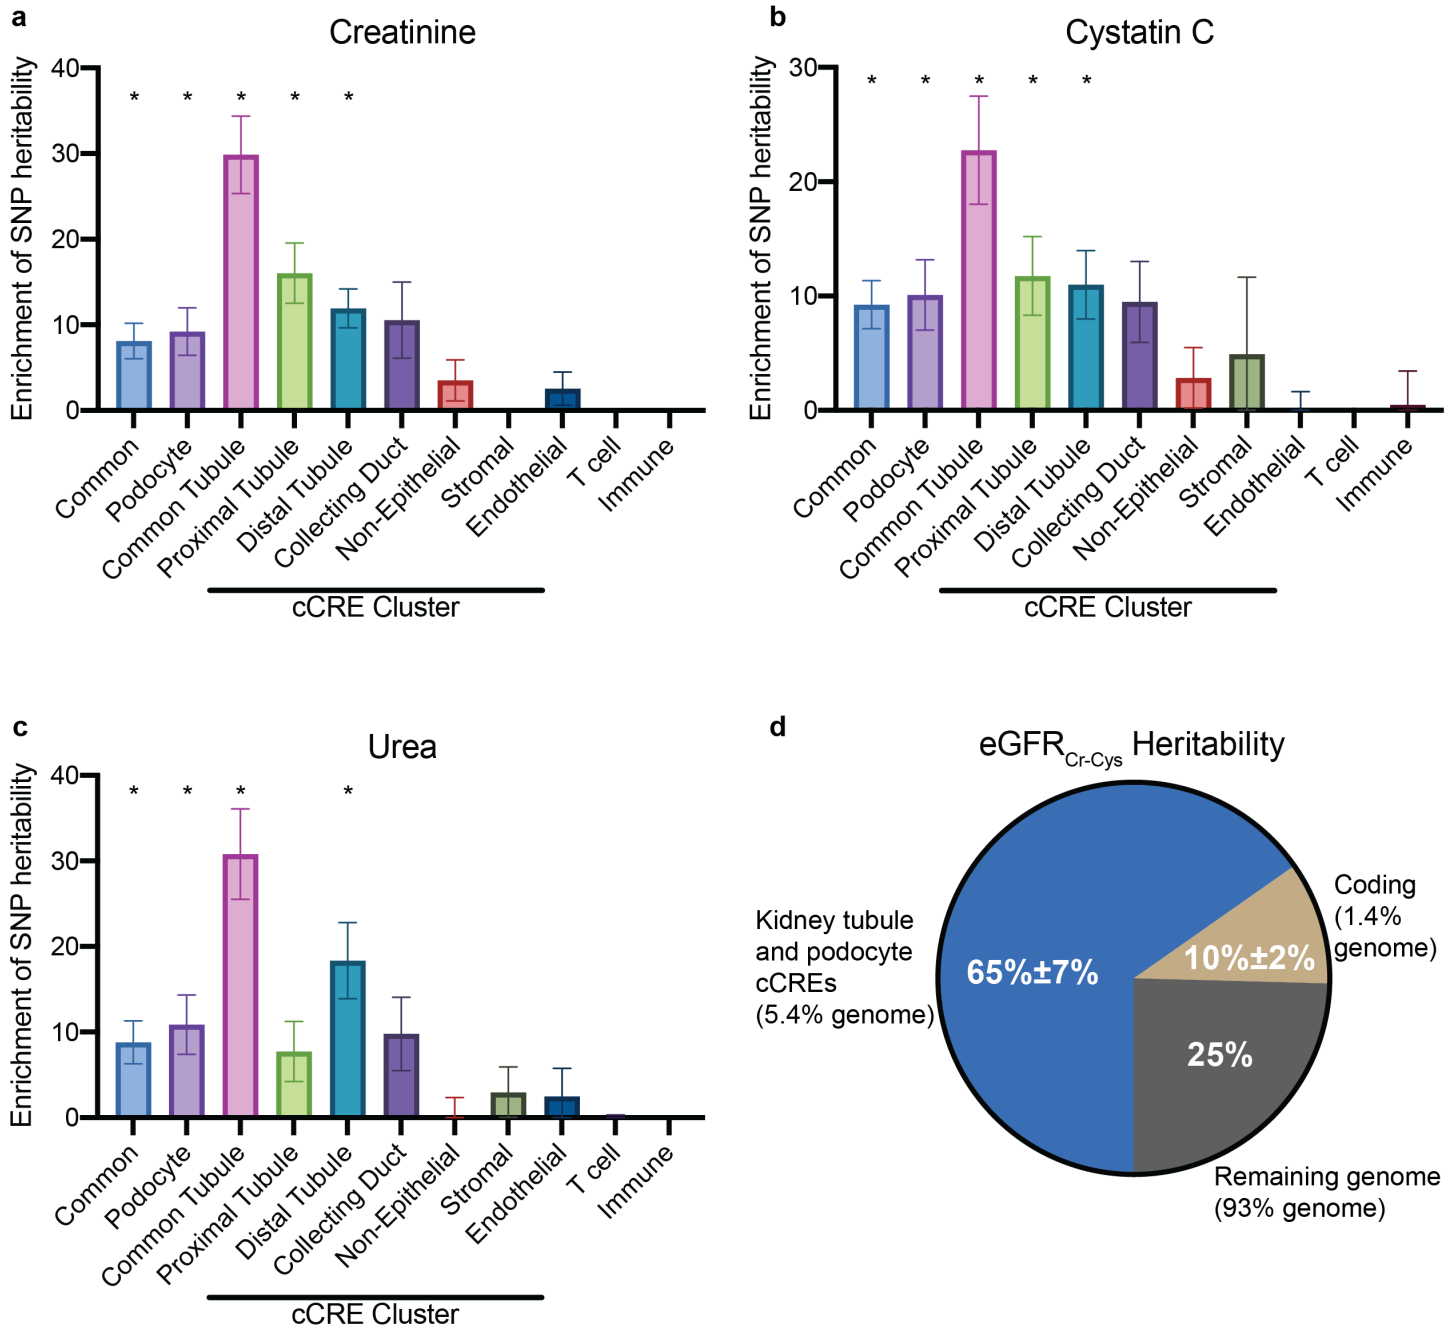 a
Creatinine
Enrichment of SNP heritability
40
30
20
10
0
* * * * *
Common
Podocyte
Common Tubule
Proximal Tubule
Distal Tubule
Collecting Duct
Non-Epithelial
Stromal
Endothelial
T cell
Immune
cCRE Cluster
b
Cystatin C
Enrichment of SNP heritability
30
20
10
0
* * * * *
Common
Podocyte
Common Tubule
Proximal Tubule
Distal Tubule
Collecting Duct
Non-Epithelial
Stromal
Endothelial
T cell
Immune
cCRE Cluster
c
Urea
Enrichment of SNP heritability
40
30
20
10
0
* * * *
Common
Podocyte
Common Tubule
Proximal Tubule
Distal Tubule
Collecting Duct
Non-Epithelial
Stromal
Endothelial
T cell
Immune
cCRE Cluster
d
eGFRCr-Cys Heritability
Kidney tubule
and podocyte
cCREs
(5.4% genome)
65%±7%
Coding
(1.4%
genome)
10%±2%
25%
Remaining genome
(93% genome)